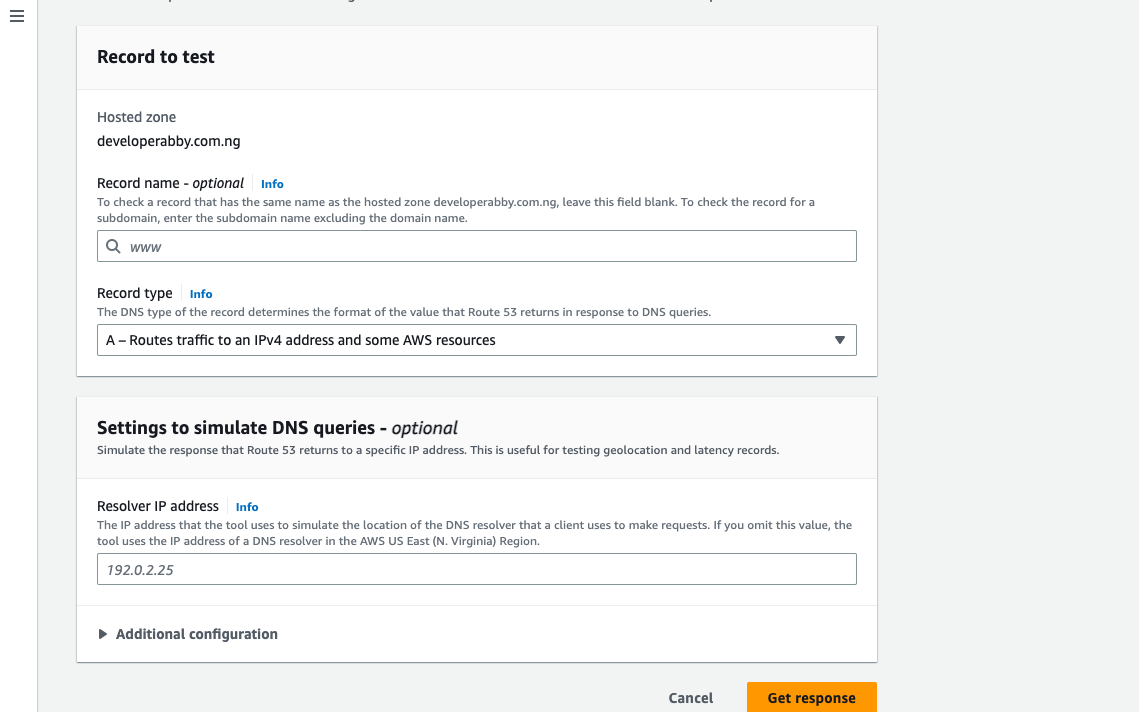 Record to test
Hosted zone
developerabby.com.ng
Record name - optional Info
To check a record that has the same name as the hosted zone developerabby.com.ng, leave this field blank. To check the record for a
subdomain, enter the subdomain name excluding the domain name.
www
Record type Info
The DNS type of the record determines the format of the value that Route 53 returns in response to DNS queries.
A – Routes traffic to an IPv4 address and some AWS resources
Settings to simulate DNS queries - optional
Simulate the response that Route 53 returns to a specific IP address. This is useful for testing geolocation and latency records.
Resolver IP address Info
The IP address that the tool uses to simulate the location of the DNS resolver that a client uses to make requests. If you omit this value, the
tool uses the IP address of a DNS resolver in the AWS US East (N. Virginia) Region.
192.0.2.25
Additional configuration
Cancel Get response